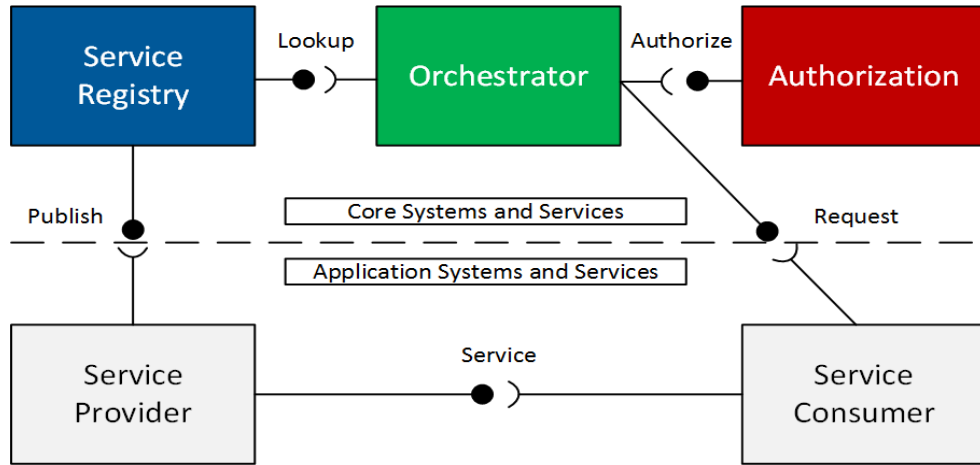 Lookup
Authorize
Service
Registry
Orchestrator
Authorization
Publish
Core Systems and Services
Request
Application Systems and Services
Service
Service
Provider
Service
Consumer